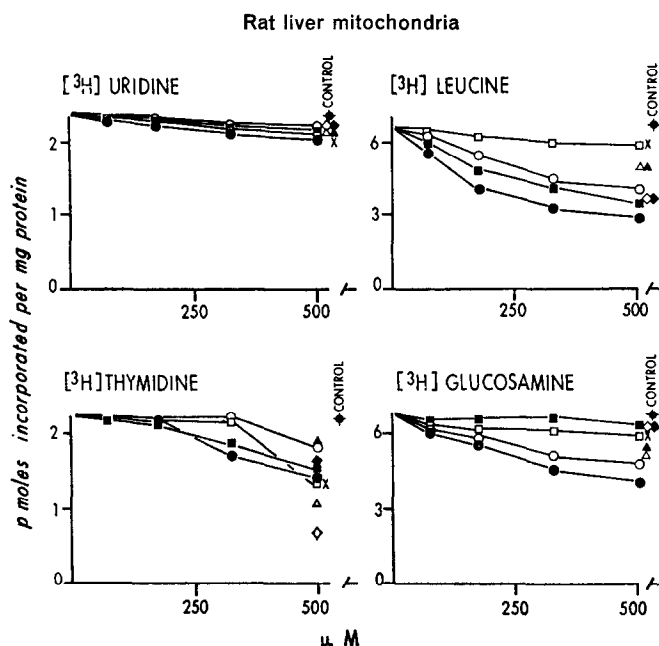 Rat liver mitochondria
[³H] URIDINE
CONTROL
2
1
0
250
500
[³H] LEUCINE
CONTROL
6
3
0
250
500
x
x
[³H] THYMIDINE
CONTROL
2
1
0
250
500
x
[³H] GLUCOSAMINE
CONTROL
6
3
0
250
500
x
p moles incorporated per mg protein
μ M